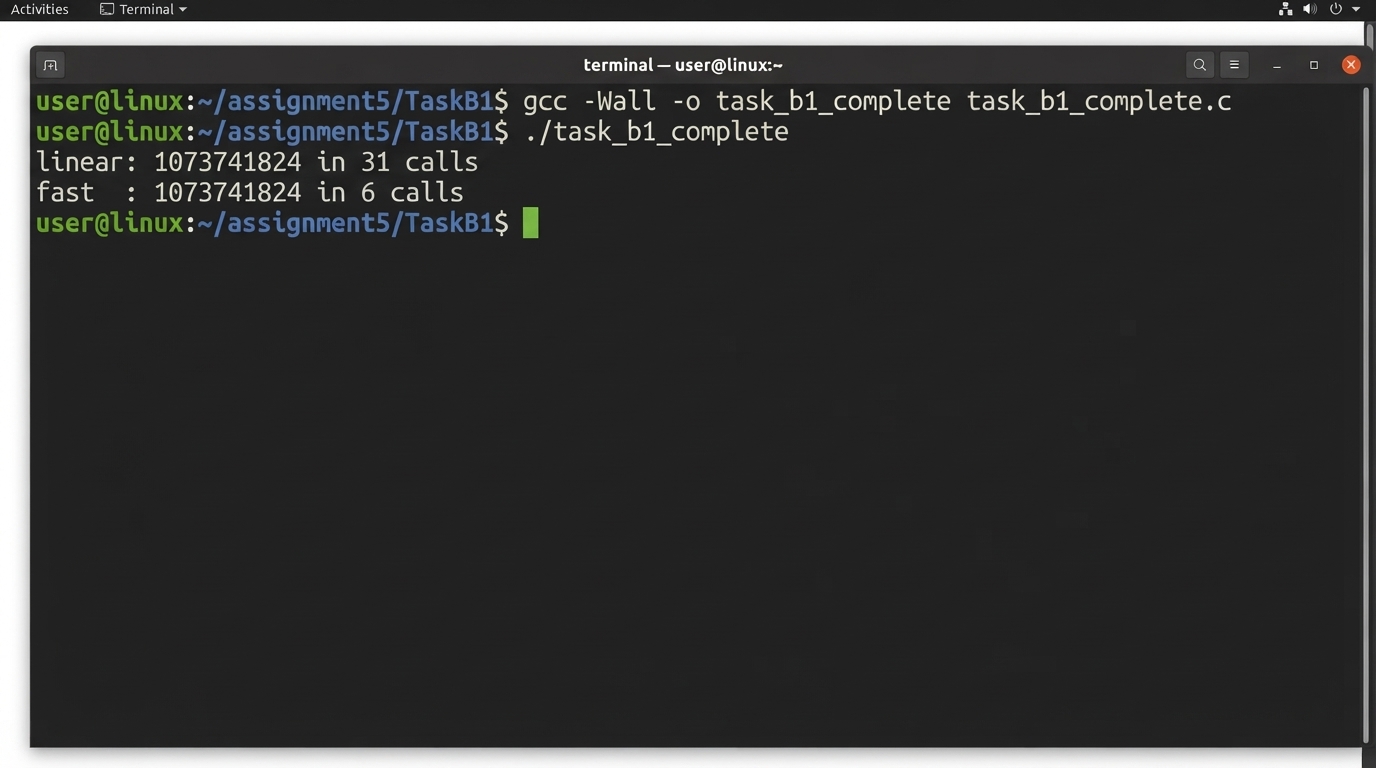 Activities Terminal
terminal — user@linux:~
user@linux:~/assignment5/TaskB1$ gcc -Wall -o task_b1_complete task_b1_complete.c
user@linux:~/assignment5/TaskB1$ ./task_b1_complete
linear: 1073741824 in 31 calls
fast  : 1073741824 in 6 calls
user@linux:~/assignment5/TaskB1$